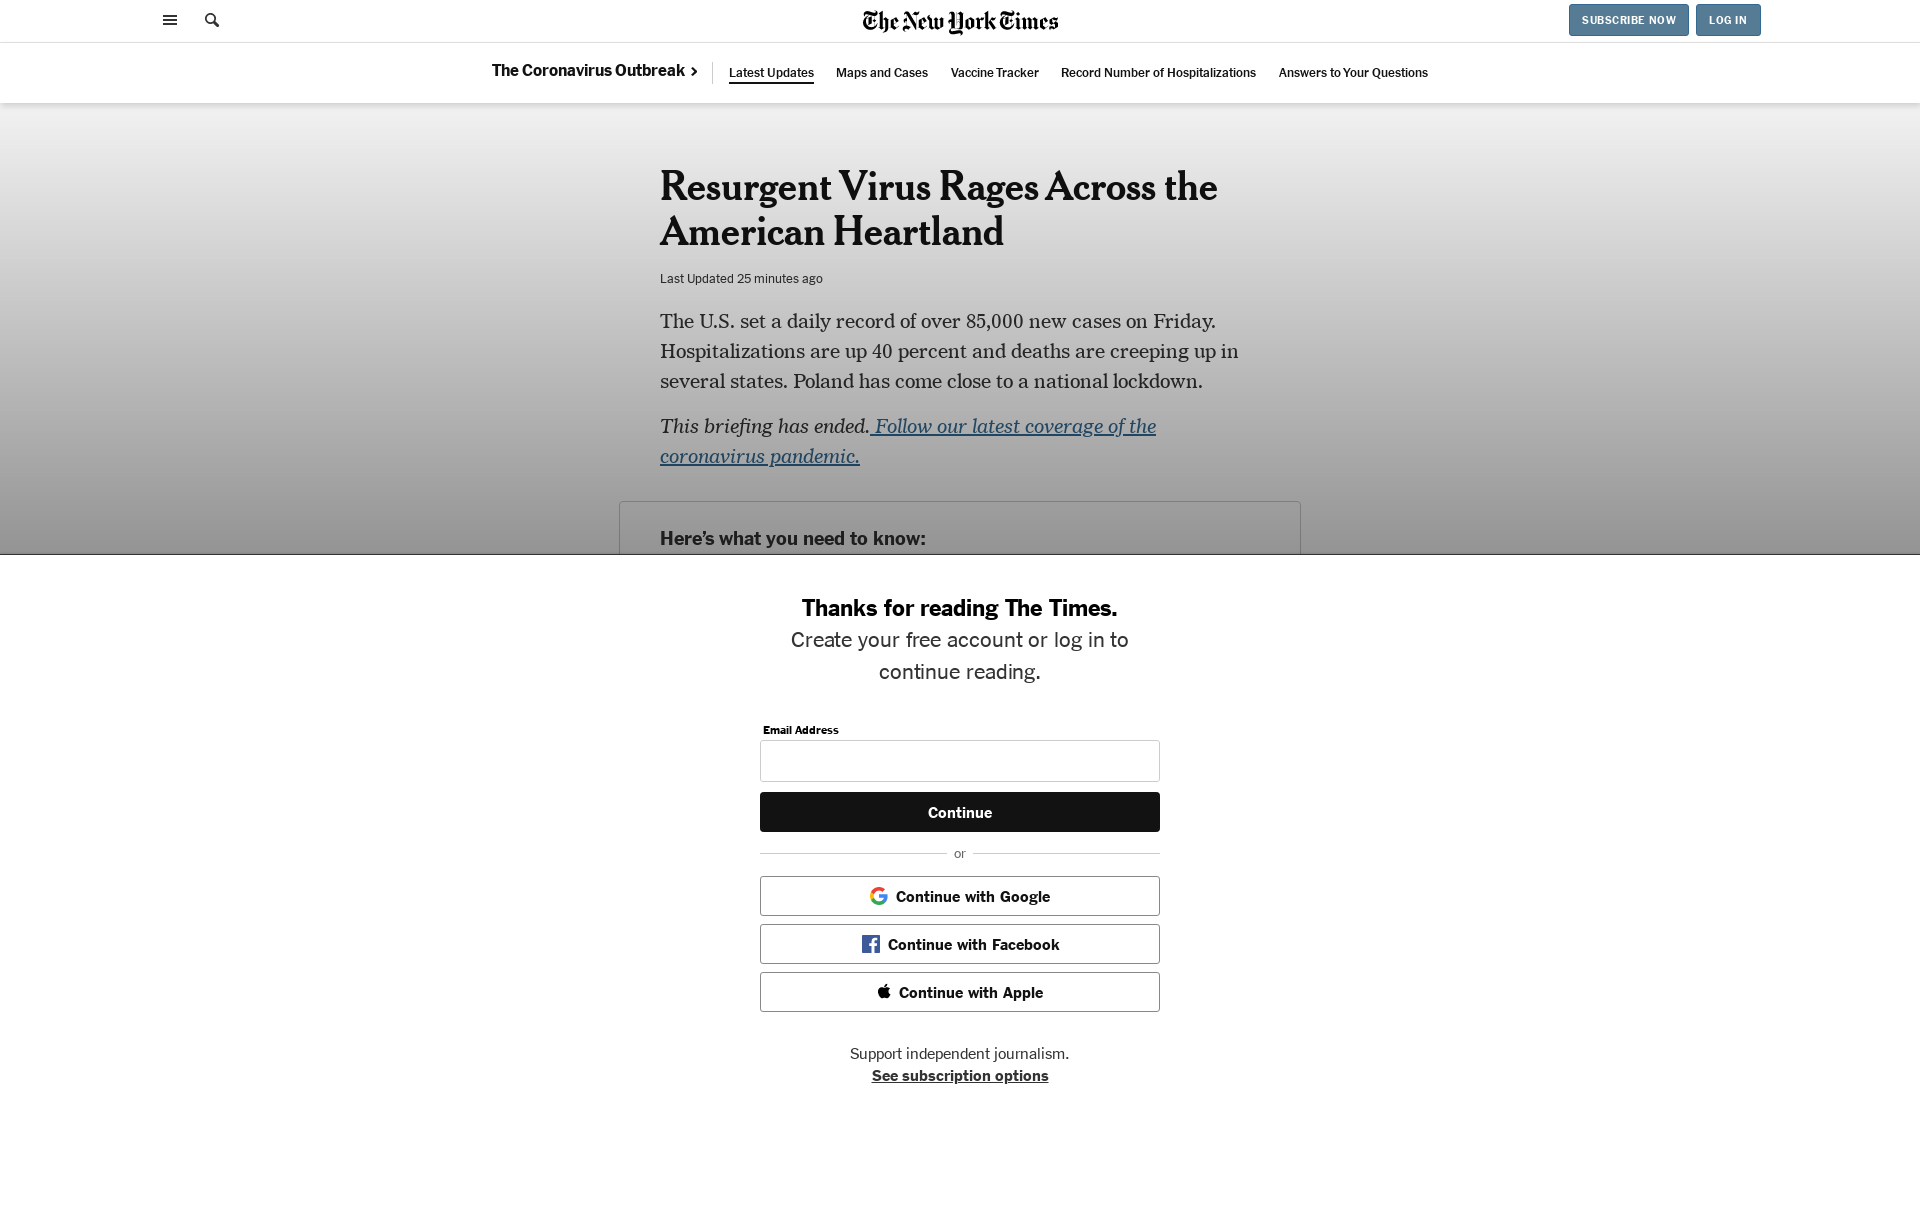 The New York Times
SUBSCRIBE NOW
LOG IN
The Coronavirus Outbreak
Latest Updates
Maps and Cases
Vaccine Tracker
Record Number of Hospitalizations
Answers to Your Questions
Resurgent Virus Rages Across the
American Heartland
Last Updated 25 minutes ago
The U.S. set a daily record of over 85,000 new cases on Friday.
Hospitalizations are up 40 percent and deaths are creeping up in
several states. Poland has come close to a national lockdown.
This briefing has ended. Follow our latest coverage of the
coronavirus pandemic.
Here’s what you need to know:
Thanks for reading The Times.
Create your free account or log in to
continue reading.
Email Address
Continue
or
Continue with Google
Continue with Facebook
Continue with Apple
Support independent journalism.
See subscription options